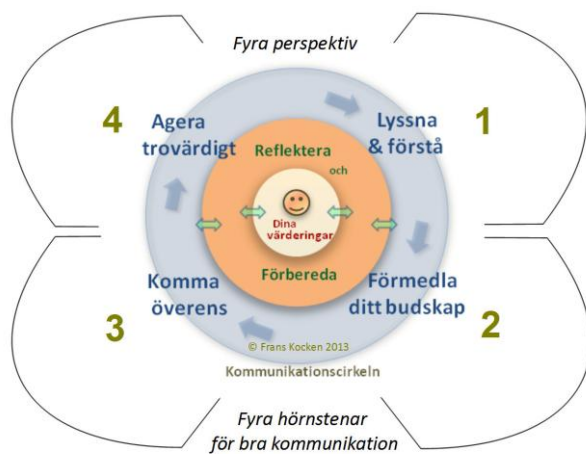 Fyra perspektiv
4
Agera
trovärdigt
Lyssna
& förstå
1
Reflektera
och
Dina
värderingar
Förbereda
Komma
överens
3
Förmedla
ditt budskap
2
© Frans Kocken 2013
Kommunikationscirkeln
Fyra hörnstenar
för bra kommunikation